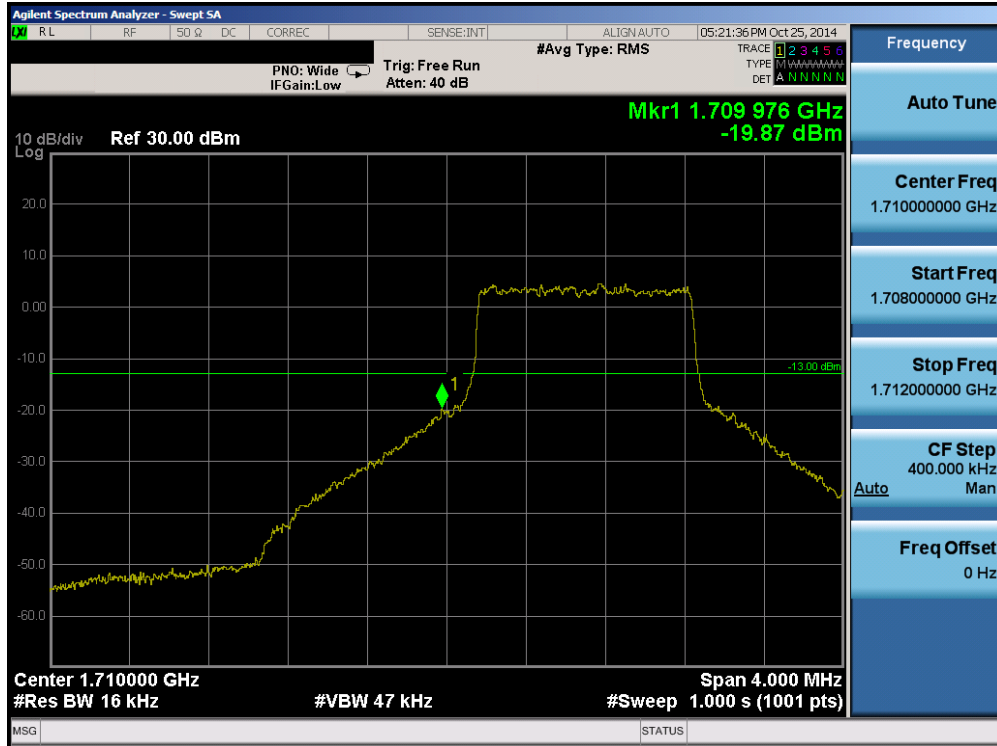 Agilent Spectrum Analyzer - Swept SA
LXI RL RF 50 Ω DC CORREC SENSE:INT ALIGN AUTO 05:21:36 PM Oct 25, 2014
#Avg Type: RMS
TRACE 1 2 3 4 5 6
PNO: Wide Trig: Free Run
TYPE M WWWWW
IFGain:Low Atten: 40 dB
DET A N N N N N
Mkr1 1.709 976 GHz
-19.87 dBm
10 dB/div Ref 30.00 dBm
Log
20.0
10.0
0.00
-10.0
-13.00 dBm
1
-20.0
-30.0
-40.0
-50.0
-60.0
Center 1.710000 GHz Span 4.000 MHz
#Res BW 16 kHz #VBW 47 kHz #Sweep 1.000 s (1001 pts)
MSG STATUS
Frequency
Auto Tune
Center Freq
1.710000000 GHz
Start Freq
1.708000000 GHz
Stop Freq
1.712000000 GHz
CF Step
400.000 kHz
Auto Man
Freq Offset
0 Hz